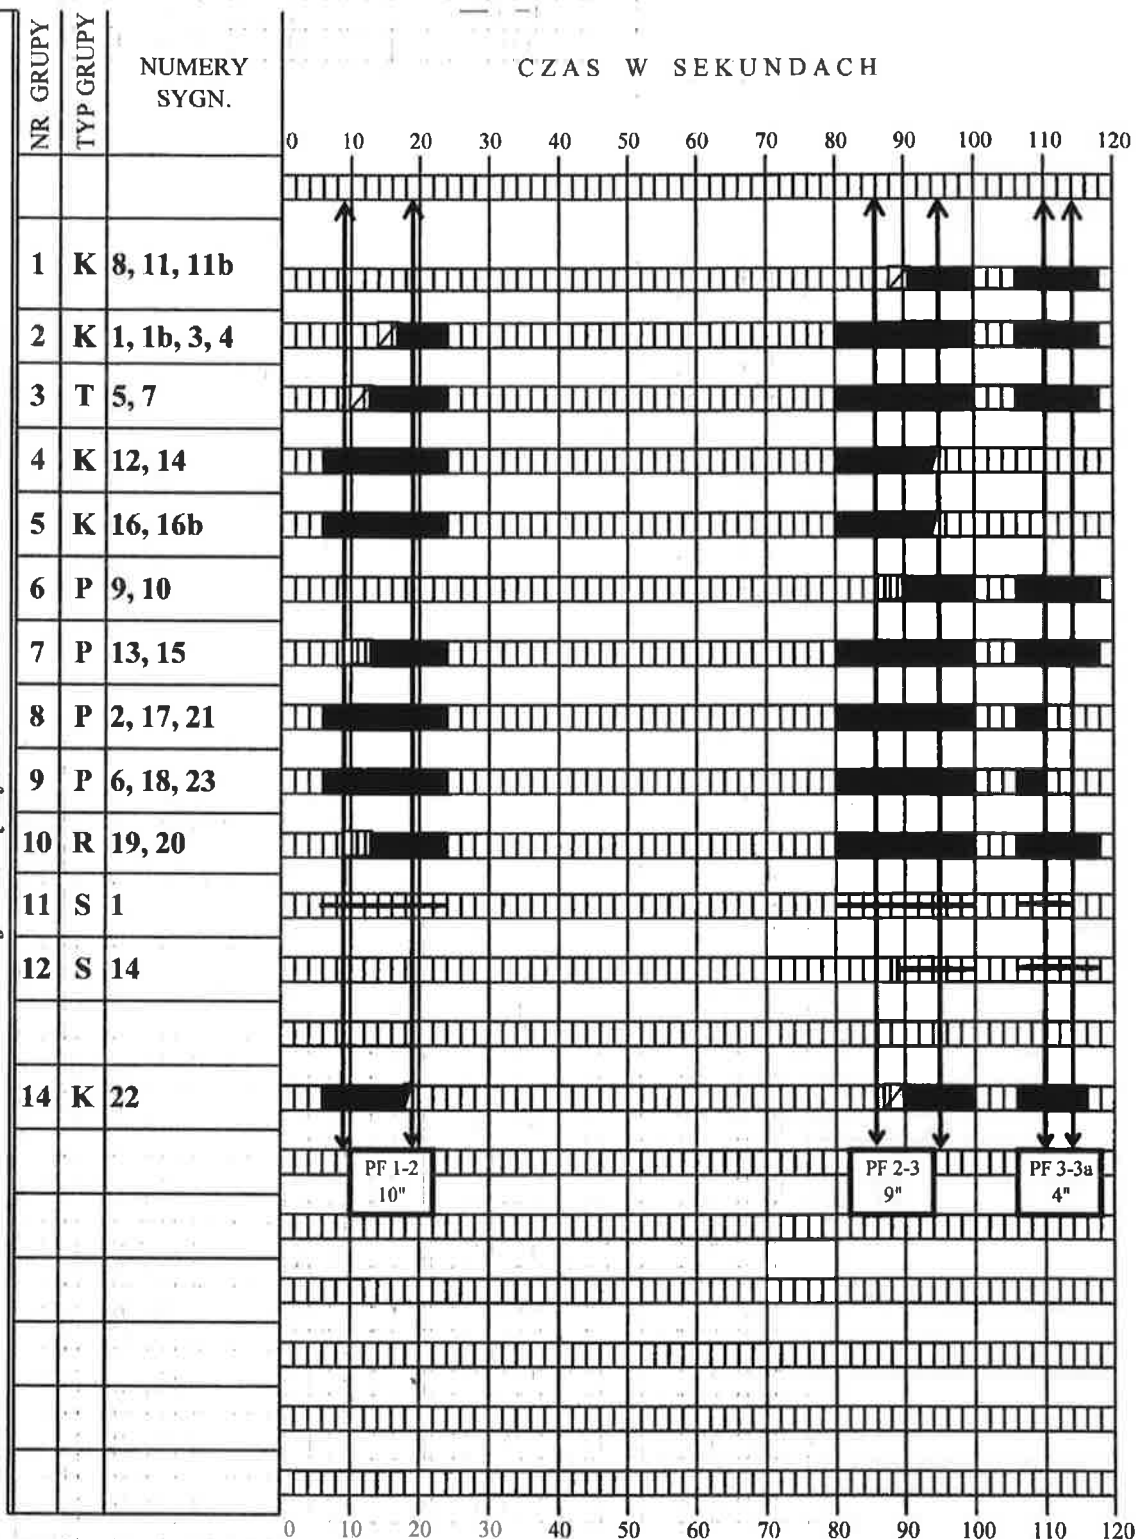 NR GRUPY
TYP GRUPY
NUMERY
SYGN.
CZAS W SEKUNDACH
0 10 20 30 40 50 60 70 80 90 100 110 120
1 K 8, 11, 11b
2 K 1, 1b, 3, 4
3 T 5, 7
4 K 12, 14
5 K 16, 16b
6 P 9, 10
7 P 13, 15
8 P 2, 17, 21
9 P 6, 18, 23
10 R 19, 20
11 S 1
12 S 14
14 K 22
PF 1-2
10"
PF 2-3
9"
PF 3-3a
4"
0 10 20 30 40 50 60 70 80 90 100 110 120